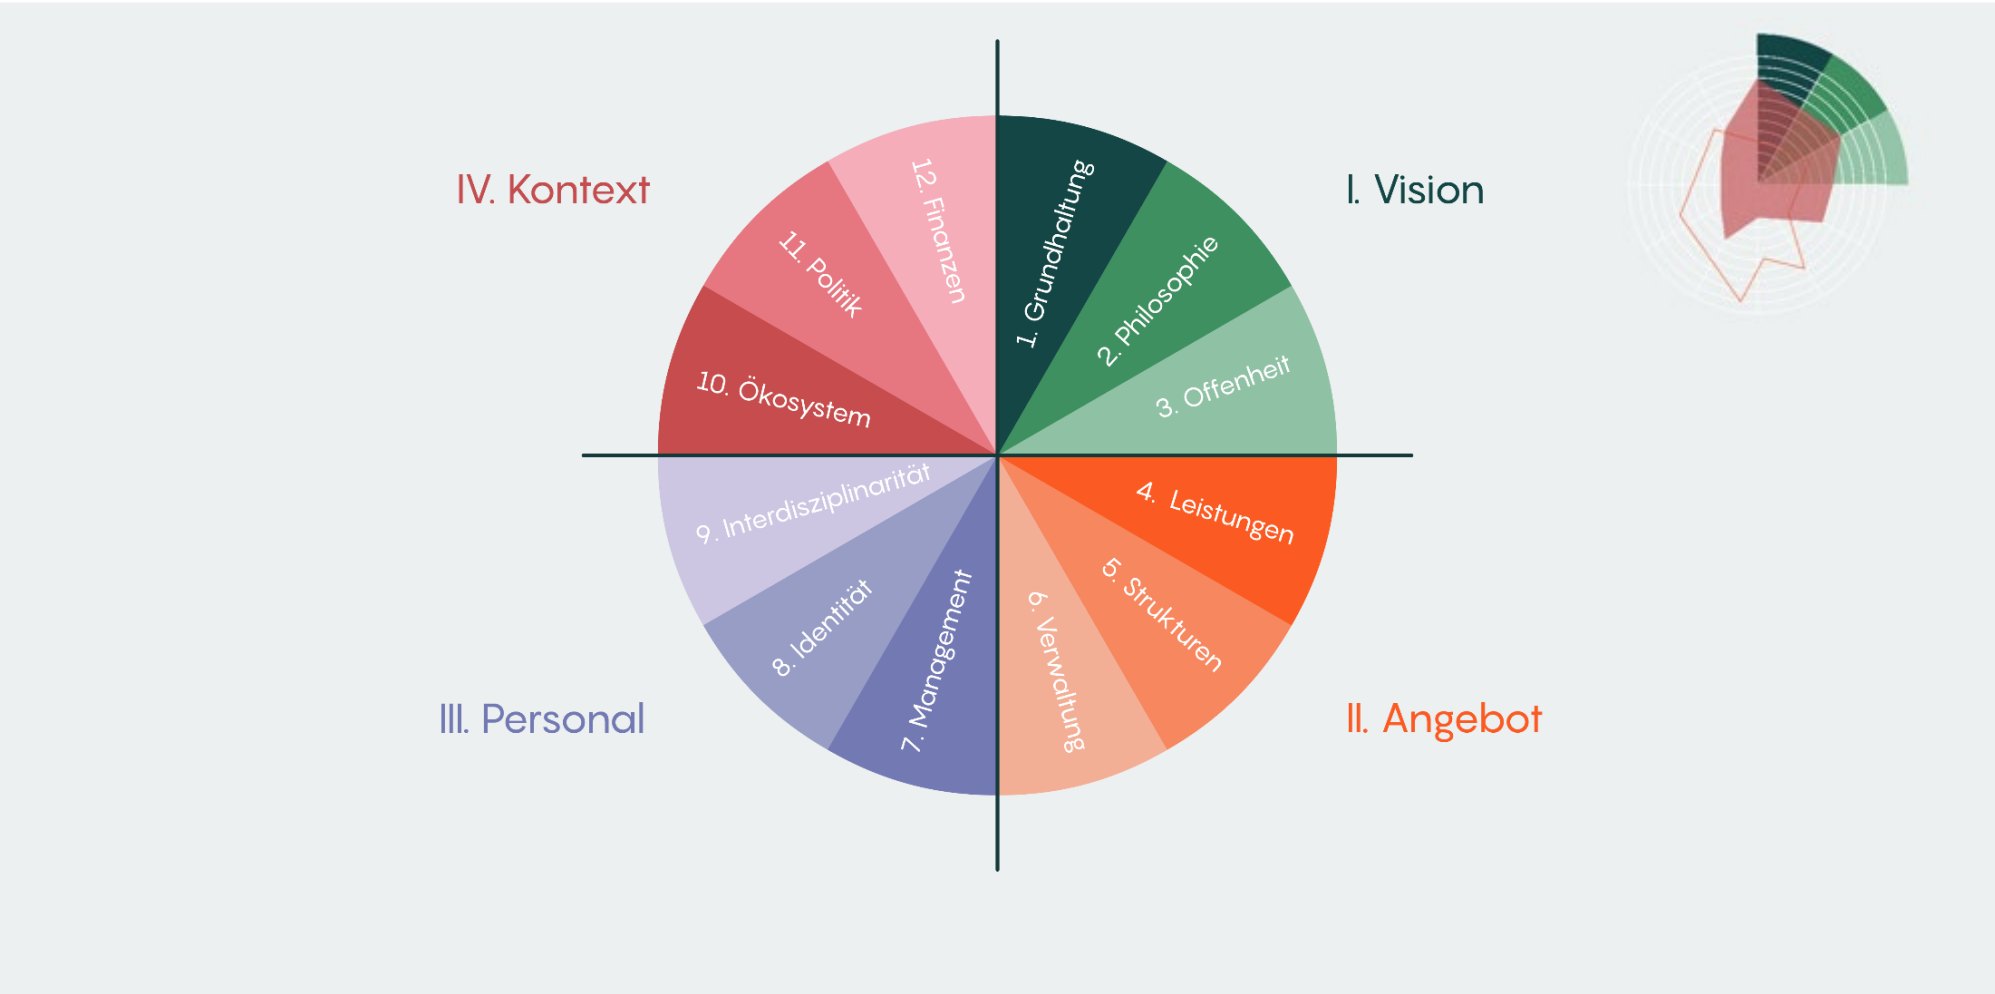 IV. Kontext
I. Vision
12. Finanzen
1. Grundhaltung
11. Politik
2. Philosophie
10. Ökosystem
3. Offenheit
9. Interdisziplinarität
4. Leistungen
8. Identität
5. Strukturen
7. Management
6. Verwaltung
III. Personal
II. Angebot